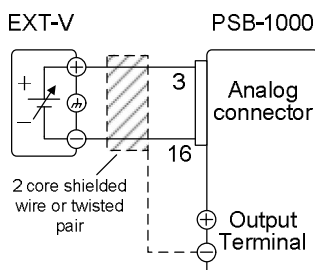 EXT-V
PSB-1000
+
−
+
−
3
16
Analog
connector
2 core shielded
wire or twisted
pair
+
−
Output
Terminal